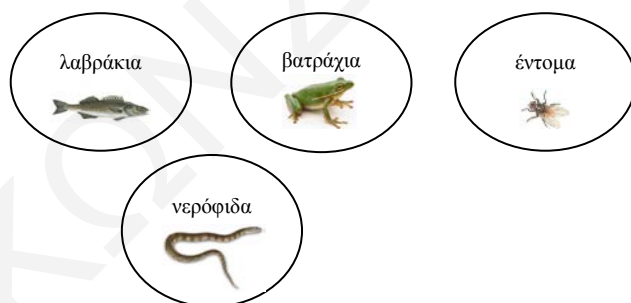 λαβράκια
βατράχια
έντομα
νερόφιδα